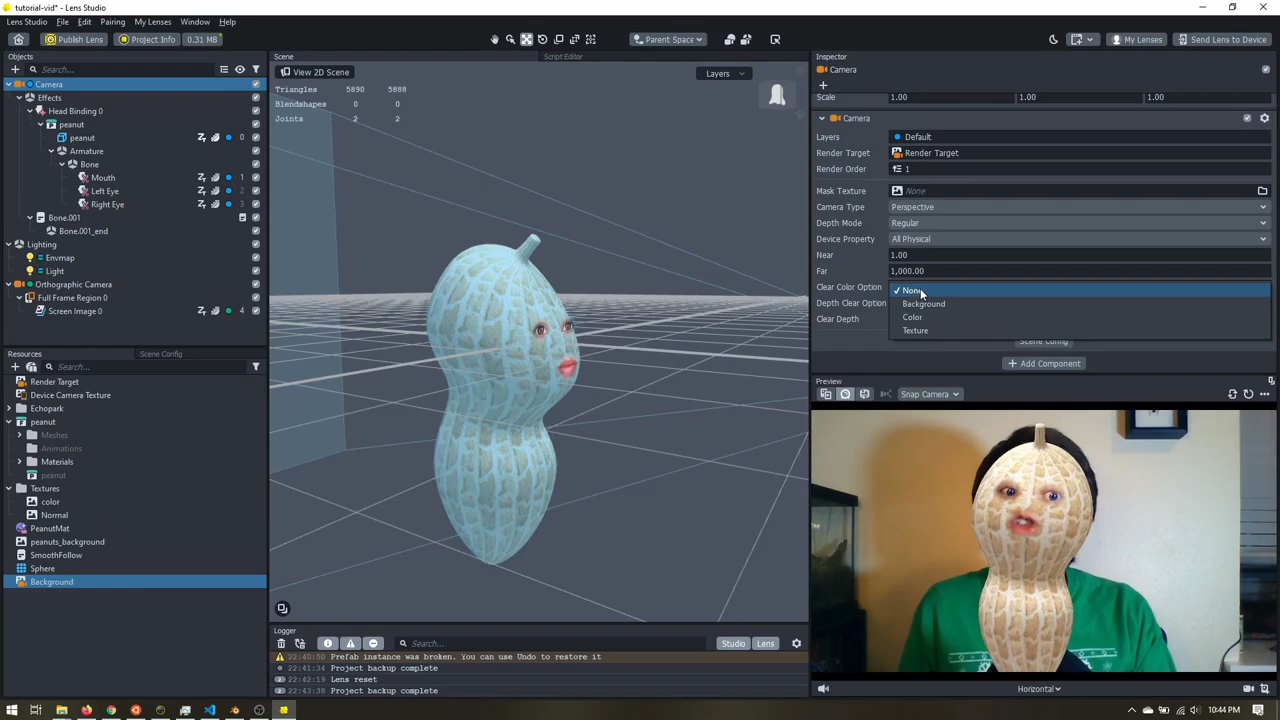 tutorial-vid* - Lens Studio
Lens Studio File Edit Pairing My Lenses Window Help
Publish Lens Project Info 0.31 MB Parent Space My Lenses Send Lens to Device
Objects
Search...
Camera
Effects
Head Binding 0
peanut
peanut 0
Armature
Bone
Mouth 1
Left Eye 2
Right Eye 3
Bone.001
Bone.001_end
Lighting
Envmap
Light
Orthographic Camera
Full Frame Region 0
Screen Image 0 4
Resources Scene Config
Search...
Render Target
Device Camera Texture
Echopark
peanut
Meshes
Animations
Materials
peanut
Textures
color
Normal
PeanutMat
peanuts_background
SmoothFollow
Sphere
Background
Scene Script Editor
View 2D Scene Layers
Triangles 5890 5888
Blendshapes 0 0
Joints 2 2
Logger
Search... Studio Lens
22:40:50 Prefab instance was broken. You can use Undo to restore it
22:41:34 Project backup complete
22:42:19 Lens reset
22:43:38 Project backup complete
Inspector
Camera
Scale 1.00 1.00 1.00
Camera
Layers Default
Render Target Render Target
Render Order 1
Mask Texture None
Camera Type Perspective
Depth Mode Regular
Device Property All Physical
Near 1.00
Far 1,000.00
Clear Color Option None
Depth Clear Option Background
Clear Depth Color
Texture
Scene Config
Add Component
Preview
Snap Camera
Horizontal
10:44 PM